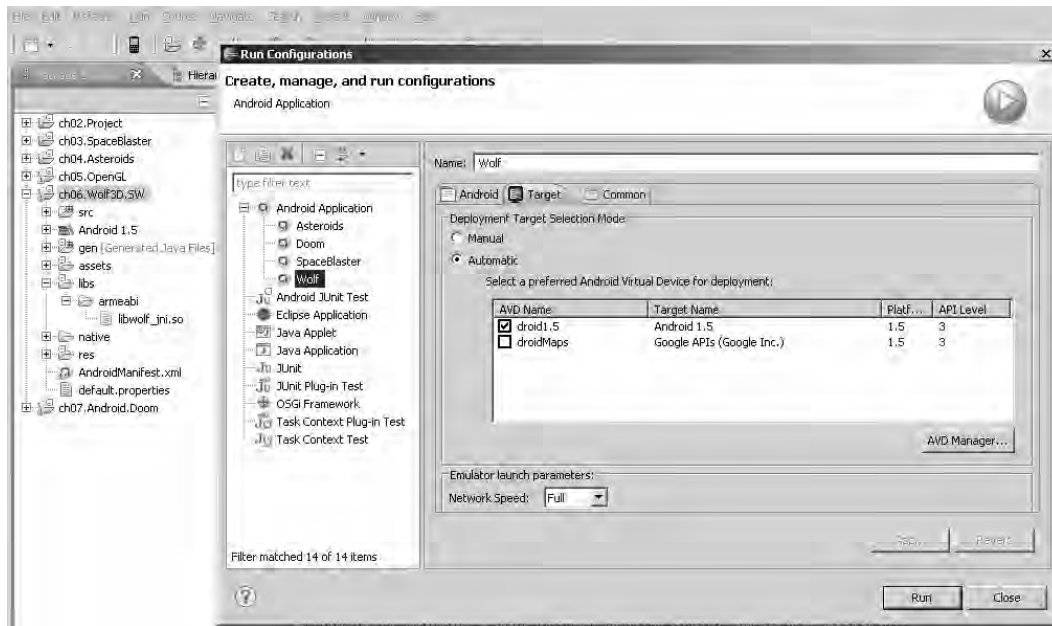 Run Configurations
Hierar
Create, manage, and run configurations
Android Application
ch02.Project
ch03.SpaceBlaster
ch04.Asteroids
ch05.OpenGL
ch06.Wolf3D.SW
src
Android 1.5
gen [Generated Java Files]
assets
libs
armeabi
libwolf_jni.so
native
res
AndroidManifest.xml
default.properties
ch07.Android.Doom
type filter text
Android Application
Asteroids
Doom
SpaceBlaster
Wolf
Android JUnit Test
Eclipse Application
Java Applet
Java Application
JUnit
JUnit Plug-in Test
OSGi Framework
Task Context Plug-in Test
Task Context Test
Filter matched 14 of 14 items
Name: Wolf
Android Target Common
Deployment Target Selection Mode
Manual
Automatic
Select a preferred Android Virtual Device for deployment:
AVD Name Target Name Platf... API Level
droid1.5 Android 1.5 1.5 3
droidMaps Google APIs (Google Inc.) 1.5 3
AVD Manager...
Emulator launch parameters:
Network Speed: Full
Revert
Run Close